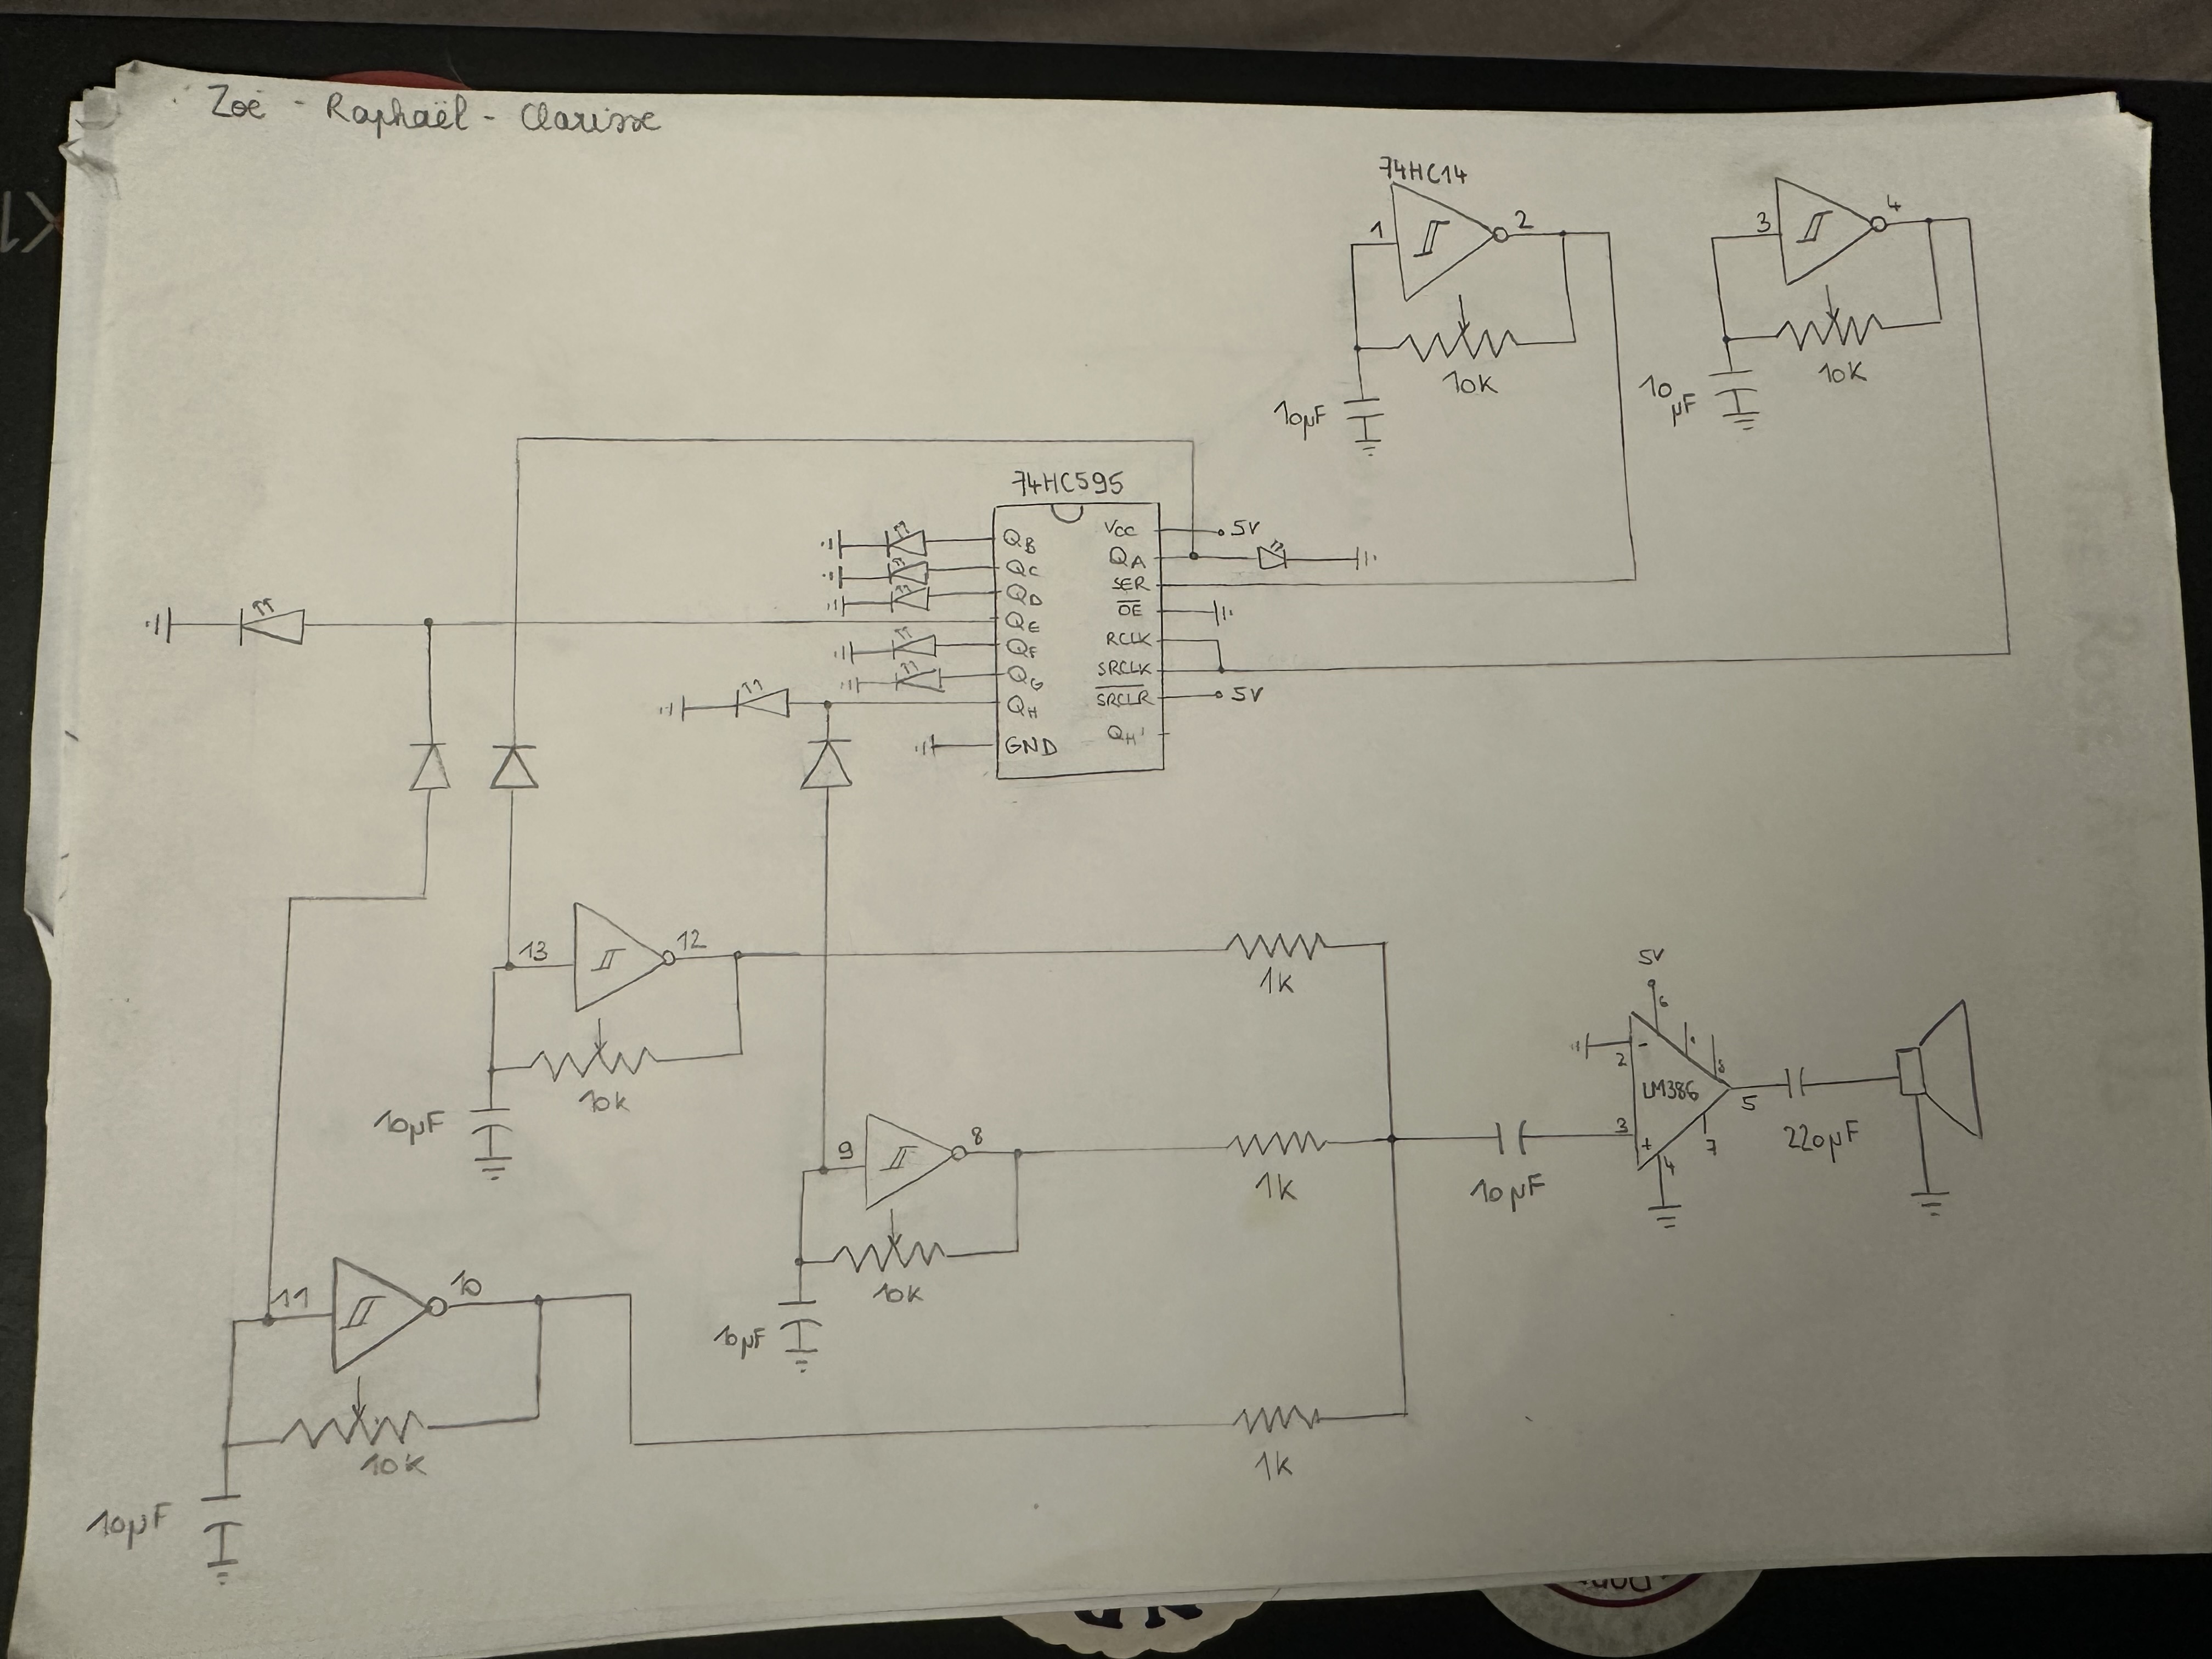 Zoé - Raphaël - Clarisse
74HC14
1 2
3 4
10K
10µF
10K
10
µF
74HC595
QB
QC
QD
QE
QF
QG
QH
GND
VCC
5V
QA
SER
OE
RCLK
SRCLK
SRCLR
5V
QH'
13 12
10k
10µF
9 8
10k
10µF
11 10
10K
10µF
1k
1k
1k
10µF
5V
6
2 -
LM386
8
3 +
4
7
5
220µF